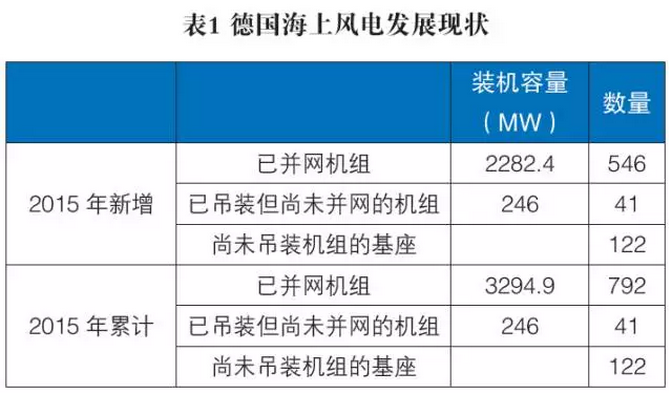 表1 德国海上风电发展现状
装机容量
（MW）
数量
2015 年新增
已并网机组
2282.4
546
已吊装但尚未并网的机组
246
41
尚未吊装机组的基座
122
2015 年累计
已并网机组
3294.9
792
已吊装但尚未并网的机组
246
41
尚未吊装机组的基座
122